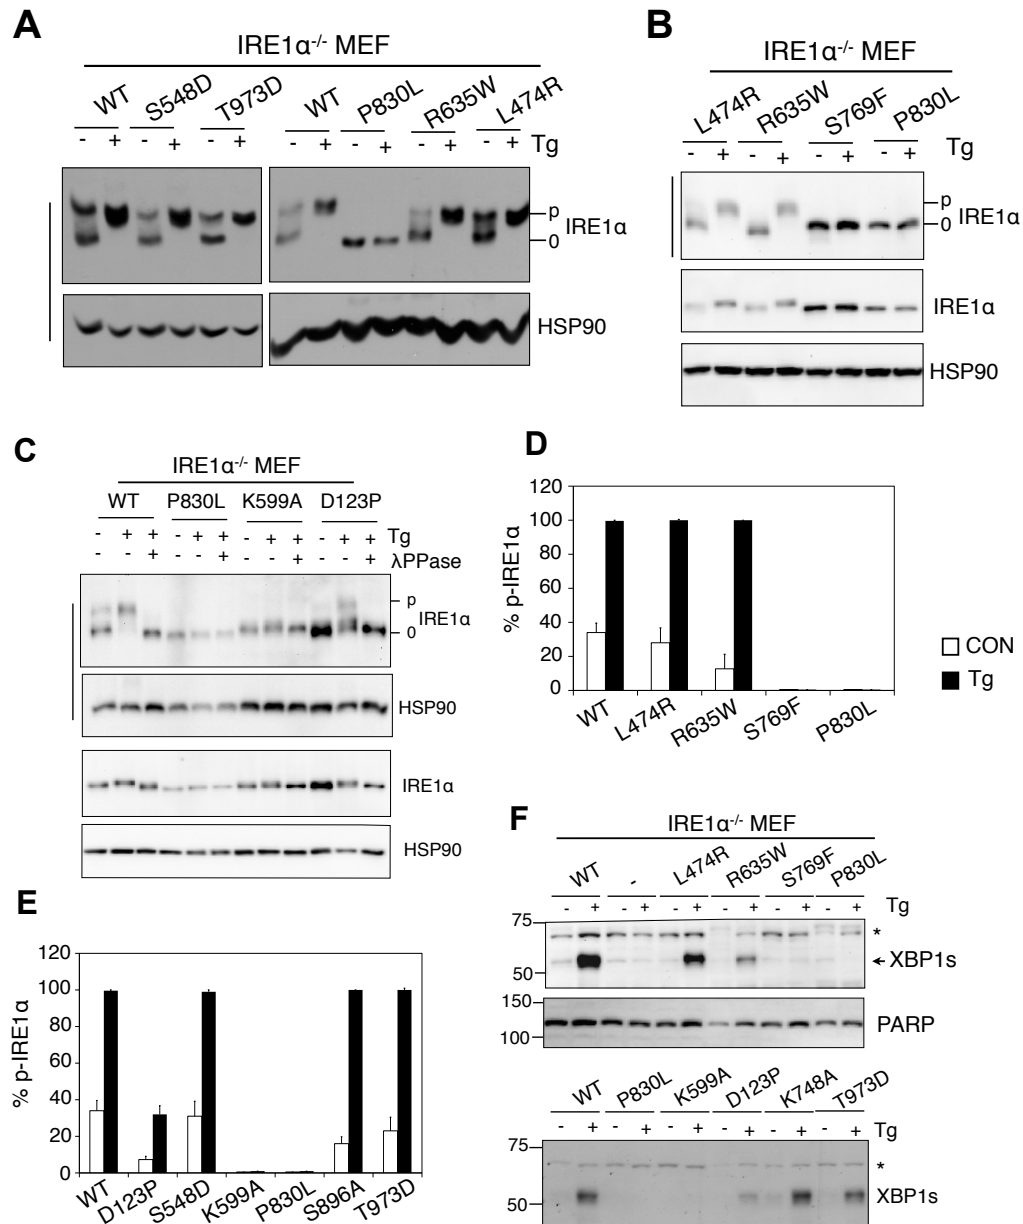 A
IRE1α-/- MEF
WT S548D T973D WT P830L R635W L474R
- + - + - + - + - + - + - + Tg
p
0
IRE1α
HSP90
B
IRE1α-/- MEF
L474R R635W S769F P830L
- + - + - + - + Tg
p
0
IRE1α
IRE1α
HSP90
C
IRE1α-/- MEF
WT P830L K599A D123P
- + + - + + - + + - + + Tg
- - + - - + - - + - - + λPPase
p
0
IRE1α
HSP90
IRE1α
HSP90
D
% p-IRE1α
120
100
80
60
40
20
0
WT L474R R635W S769F P830L
CON
Tg
E
% p-IRE1α
120
100
80
60
40
20
0
WT D123P S548D K599A P830L S896A T973D
F
IRE1α-/- MEF
WT - L474R R635W S769F P830L
- + - + - + - + - + - + Tg
75
*
XBP1s
50
150
PARP
100
WT P830L K599A D123P K748A T973D
- + - + - + - + - + - + Tg
75
*
XBP1s
50